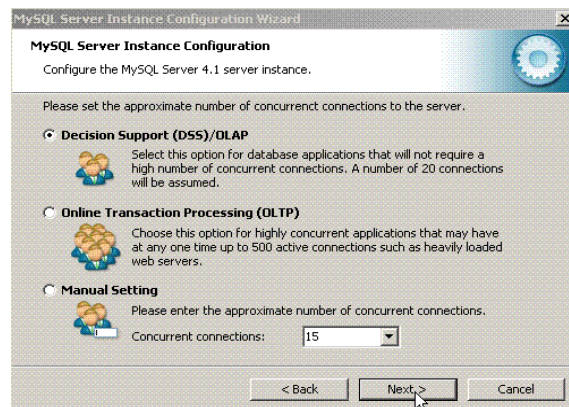 MySQL Server Instance Configuration Wizard
MySQL Server Instance Configuration
Configure the MySQL Server 4.1 server instance.
Please set the approximate number of concurrenct connections to the server.
Decision Support (DSS)/OLAP
Select this option for database applications that will not require a
high number of concurrent connections. A number of 20 connections
will be assumed.
Online Transaction Processing (OLTP)
Choose this option for highly concurrent applications that may have
at any one time up to 500 active connections such as heavily loaded
web servers.
Manual Setting
Please enter the approximate number of concurrent connections.
Concurrent connections: 15
< Back Next > Cancel